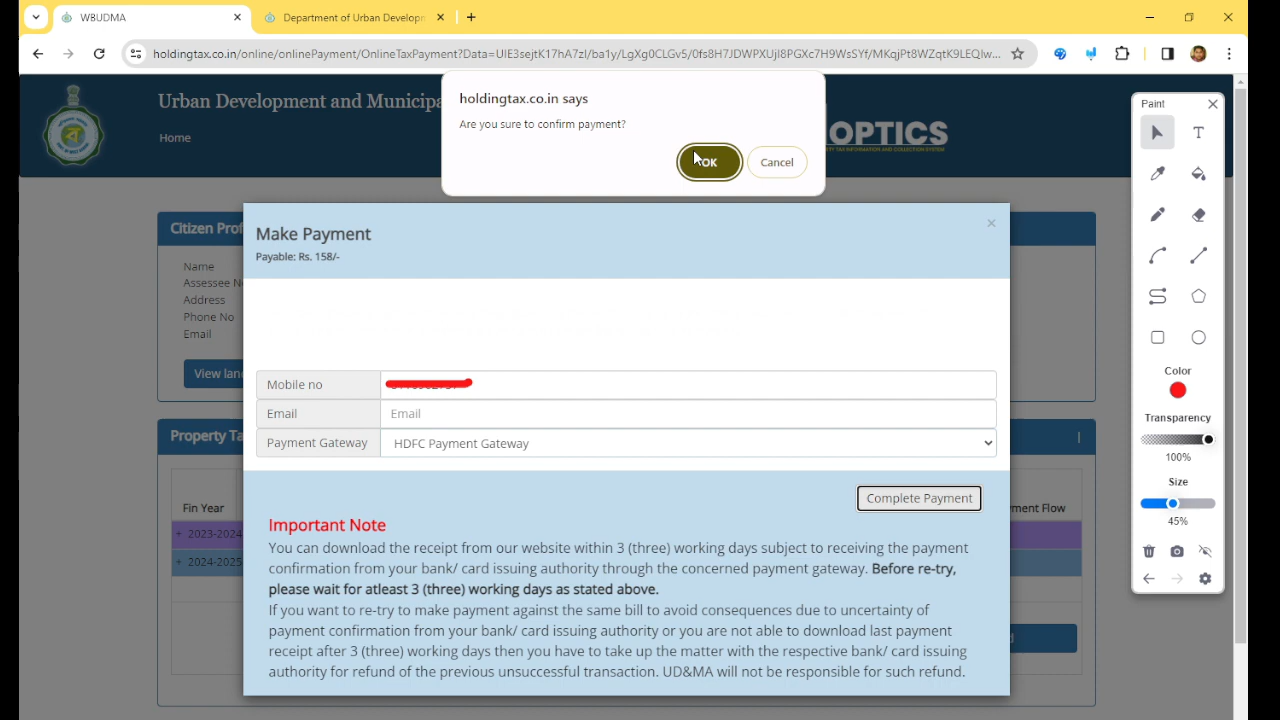 WBUDMA
Department of Urban Developm
holdingtax.co.in/online/onlinePayment/OnlineTaxPayment?Data=UIE3sejtK17hA7zl/ba1y/LgXg0CLGv5/0fs8H7JDWPrJUji8PGXc7H9WsSYf/MKqjPt8WZqtK9LEQIw...
Urban Development and Municipa
Home
OPTICS
holdingtax.co.in says
Are you sure to confirm payment?
OK
Cancel
Citizen Prof
Name
Assessee N
Address
Phone No
Email
View lan
Make Payment
Payable: Rs. 158/-
Mobile no
Email
Email
Payment Gateway
HDFC Payment Gateway
Property Ta
Fin Year
ment Flow
+ 2023-2024
+ 2024-2025
d
Complete Payment
Important Note
You can download the receipt from our website within 3 (three) working days subject to receiving the payment
confirmation from your bank/ card issuing authority through the concerned payment gateway. Before re-try,
please wait for atleast 3 (three) working days as stated above.
If you want to re-try to make payment against the same bill to avoid consequences due to uncertainty of
payment confirmation from your bank/ card issuing authority or you are not able to download last payment
receipt after 3 (three) working days then you have to take up the matter with the respective bank/ card issuing
authority for refund of the previous unsuccessful transaction. UD&MA will not be responsible for such refund.
Paint
T
Color
Transparency
100%
Size
45%